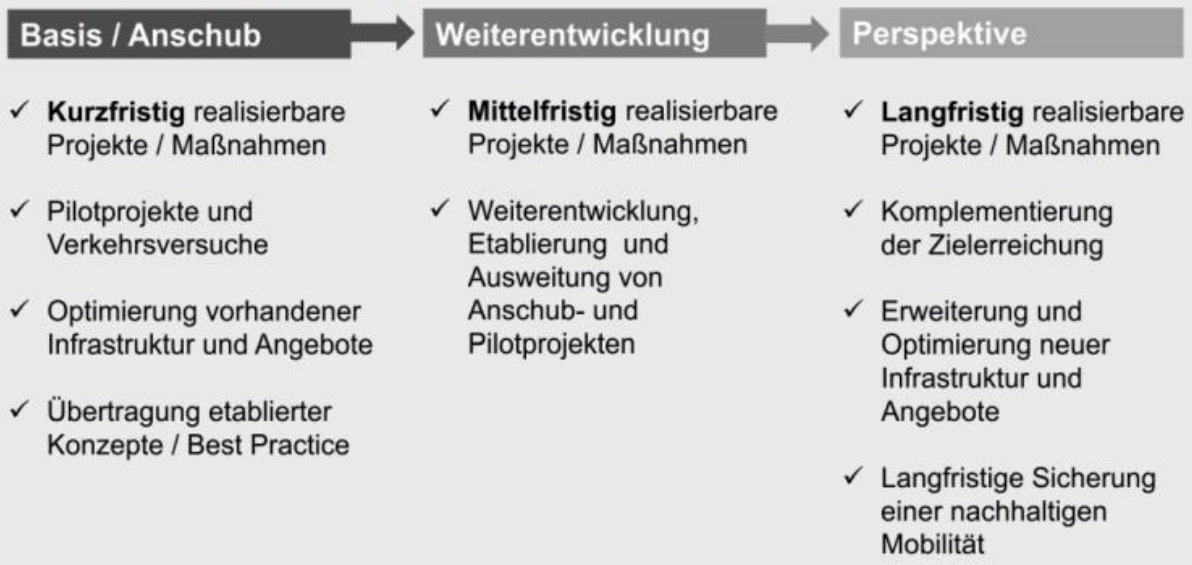 Basis / Anschub
✓ Kurzfristig realisierbare
Projekte / Maßnahmen
✓ Pilotprojekte und
Verkehrsversuche
✓ Optimierung vorhandener
Infrastruktur und Angebote
✓ Übertragung etablierter
Konzepte / Best Practice
Weiterentwicklung
✓ Mittelfristig realisierbare
Projekte / Maßnahmen
✓ Weiterentwicklung,
Etablierung und
Ausweitung von
Anschub- und
Pilotprojekten
Perspektive
✓ Langfristig realisierbare
Projekte / Maßnahmen
✓ Komplementierung
der Zielerreichung
✓ Erweiterung und
Optimierung neuer
Infrastruktur und
Angebote
✓ Langfristige Sicherung
einer nachhaltigen
Mobilität